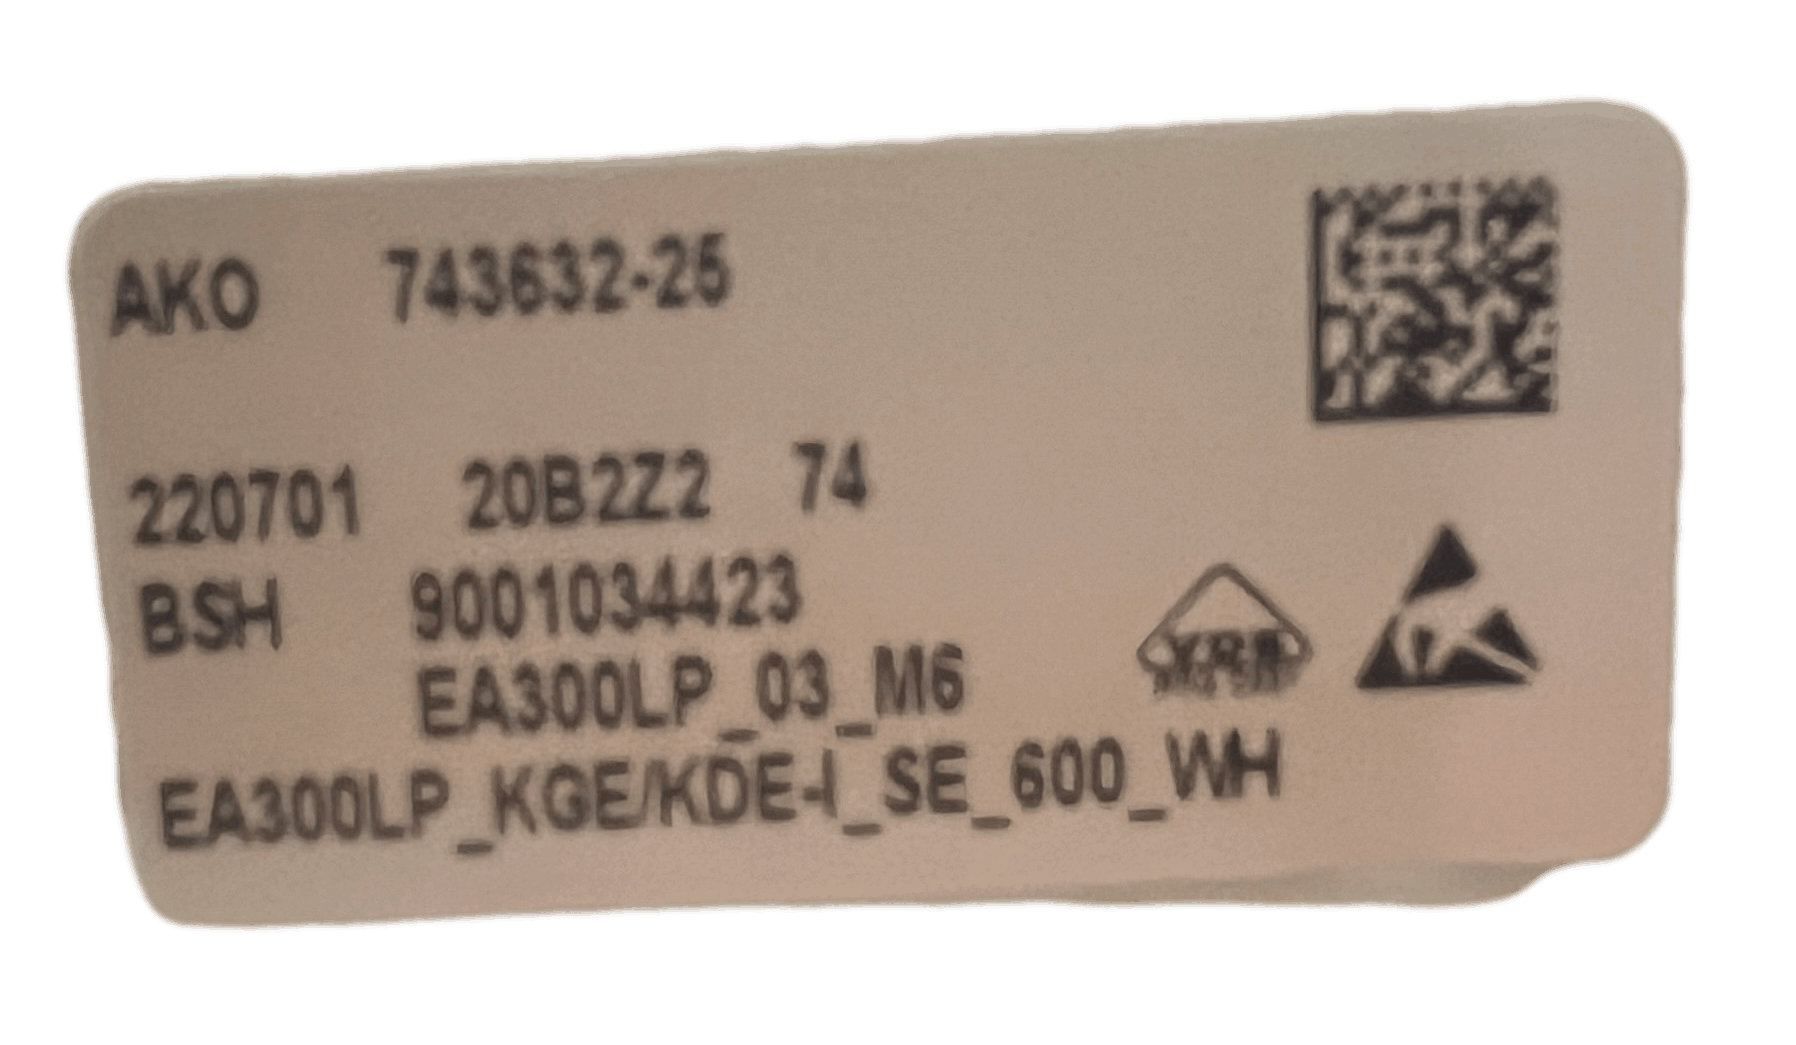 AKO 743632-25
220701 20B2Z2 74
BSH 9001034423
EA300LP_03_M6
EA300LP_KGE/KDE-I_SE_600_WH